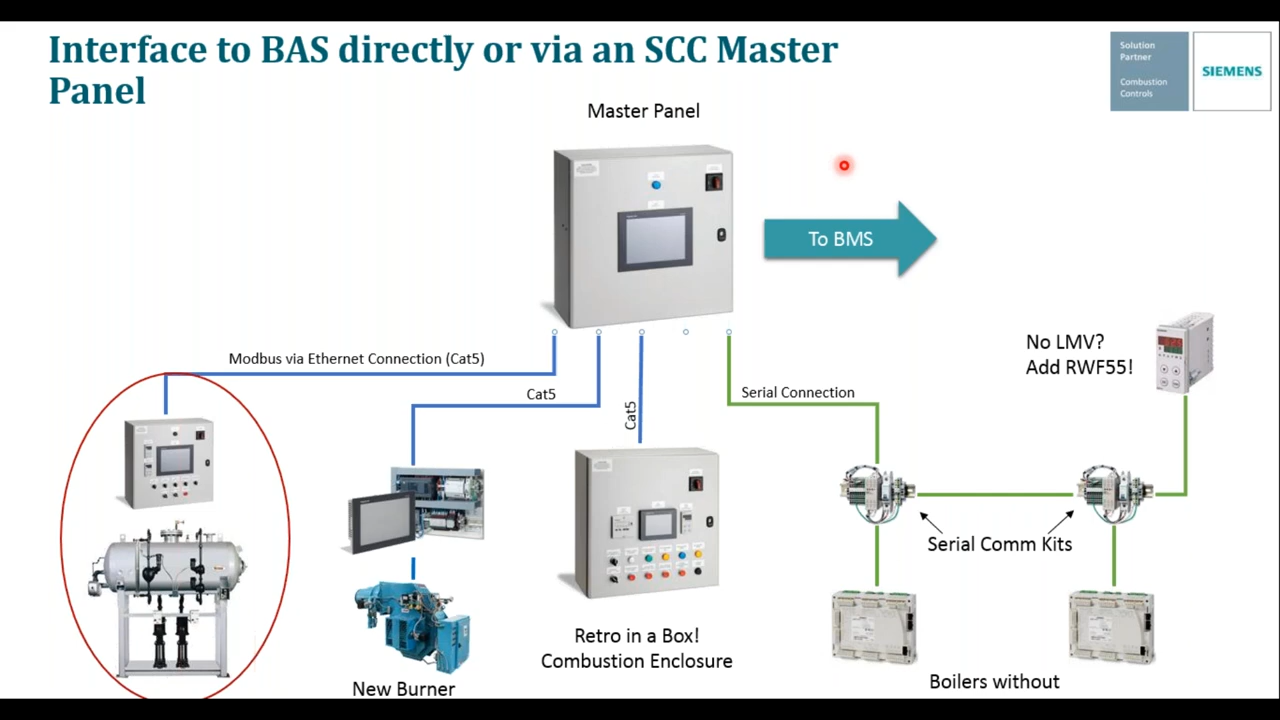 Interface to BAS directly or via an SCC Master
Panel
Solution
Partner
Combustion
Controls
SIEMENS
Master Panel
To BMS
No LMV?
Add RWF55!
Modbus via Ethernet Connection (Cat5)
Cat5
Cat5
Serial Connection
Serial Comm Kits
Retro in a Box!
Combustion Enclosure
New Burner
Boilers without